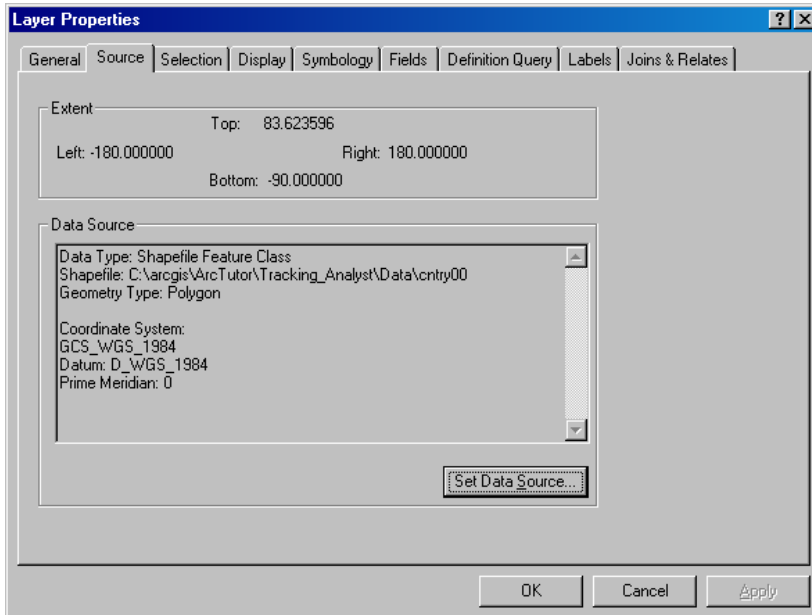 Layer Properties
? X
General Source Selection Display Symbology Fields Definition Query Labels Joins & Relates
Extent
Top: 83.623596
Left: -180.000000 Right: 180.000000
Bottom: -90.000000
Data Source
Data Type: Shapefile Feature Class
Shapefile: C:\arcgis\ArcTutor\Tracking_Analyst\Data\cntry00
Geometry Type: Polygon
Coordinate System:
GCS_WGS_1984
Datum: D_WGS_1984
Prime Meridian: 0
Set Data Source...
OK Cancel Apply